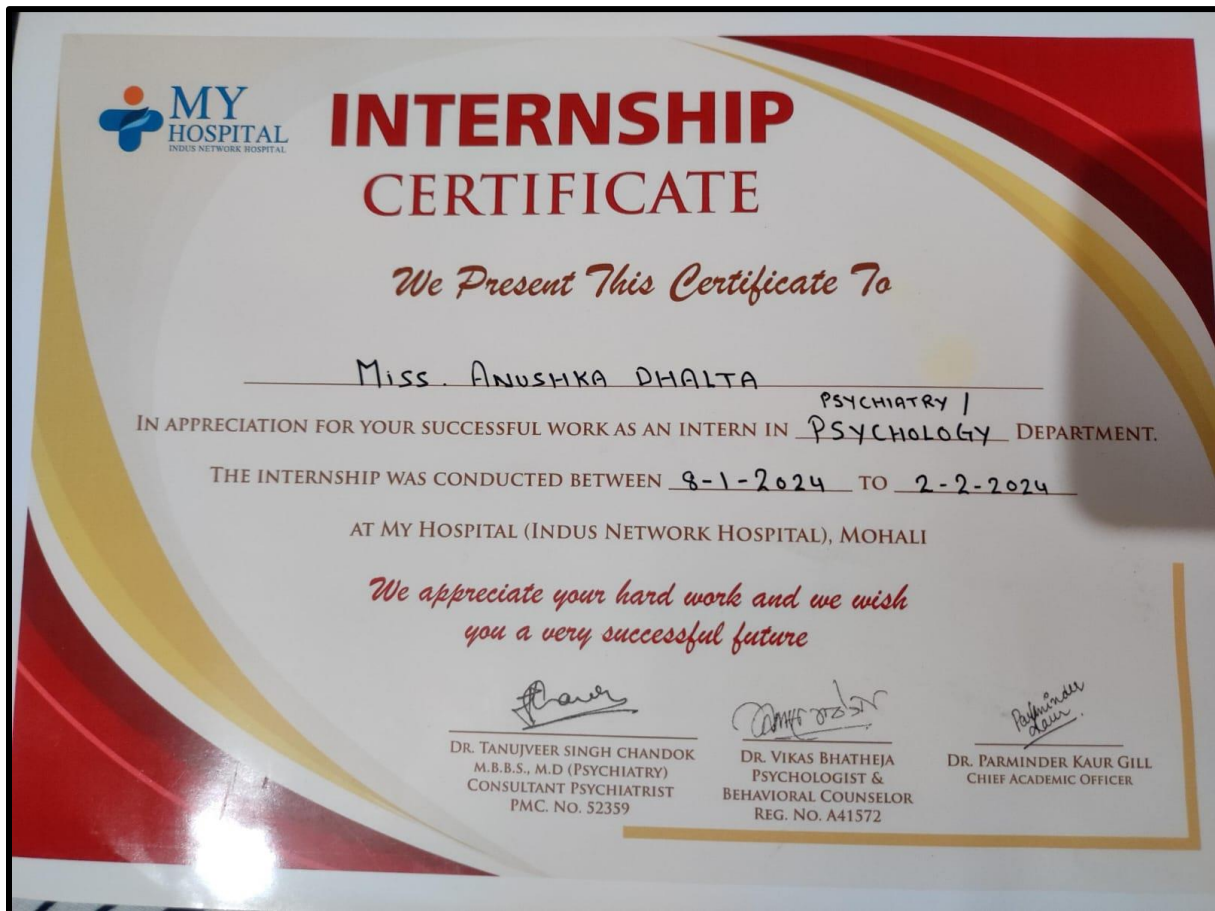 MY
HOSPITAL
INDUS NETWORK HOSPITAL
INTERNSHIP
CERTIFICATE
We Present This Certificate To
MISS. ANUSHKA DHALTA
PSYCHIATRY |
IN APPRECIATION FOR YOUR SUCCESSFUL WORK AS AN INTERN IN PSYCHOLOGY DEPARTMENT.
THE INTERNSHIP WAS CONDUCTED BETWEEN 8-1-2024 TO 2-2-2024
AT MY HOSPITAL (INDUS NETWORK HOSPITAL), MOHALI
We appreciate your hard work and we wish
you a very successful future
Parminder
Kaur
DR. TANUJVEER SINGH CHANDOK
M.B.B.S., M.D (PSYCHIATRY)
CONSULTANT PSYCHIATRIST
PMC. NO. 52359
DR. VIKAS BHATHEJA
PSYCHOLOGIST &
BEHAVIORAL COUNSELOR
REG. NO. A41572
DR. PARMINDER KAUR GILL
CHIEF ACADEMIC OFFICER